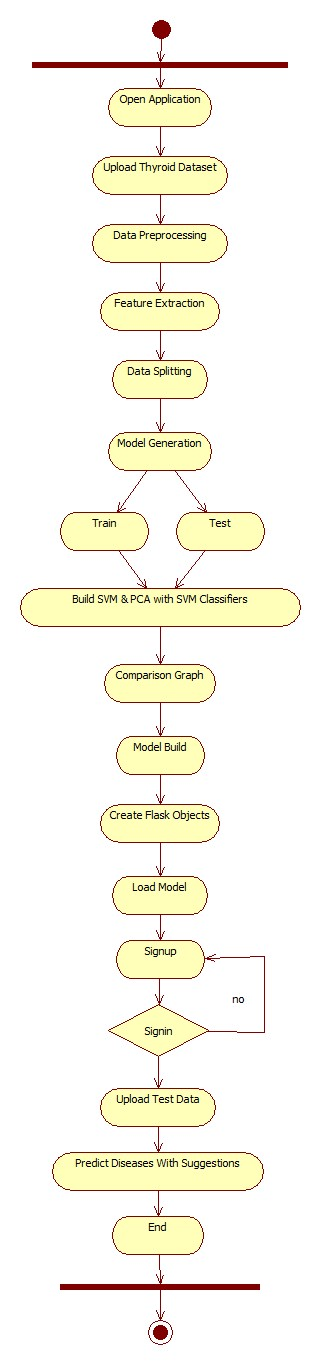 Open Application
Upload Thyroid Dataset
Data Preprocessing
Feature Extraction
Data Splitting
Model Generation
Train
Test
Build SVM & PCA with SVM Classifiers
Comparison Graph
Model Build
Create Flask Objects
Load Model
Signup
no
Signin
Upload Test Data
Predict Diseases With Suggestions
End